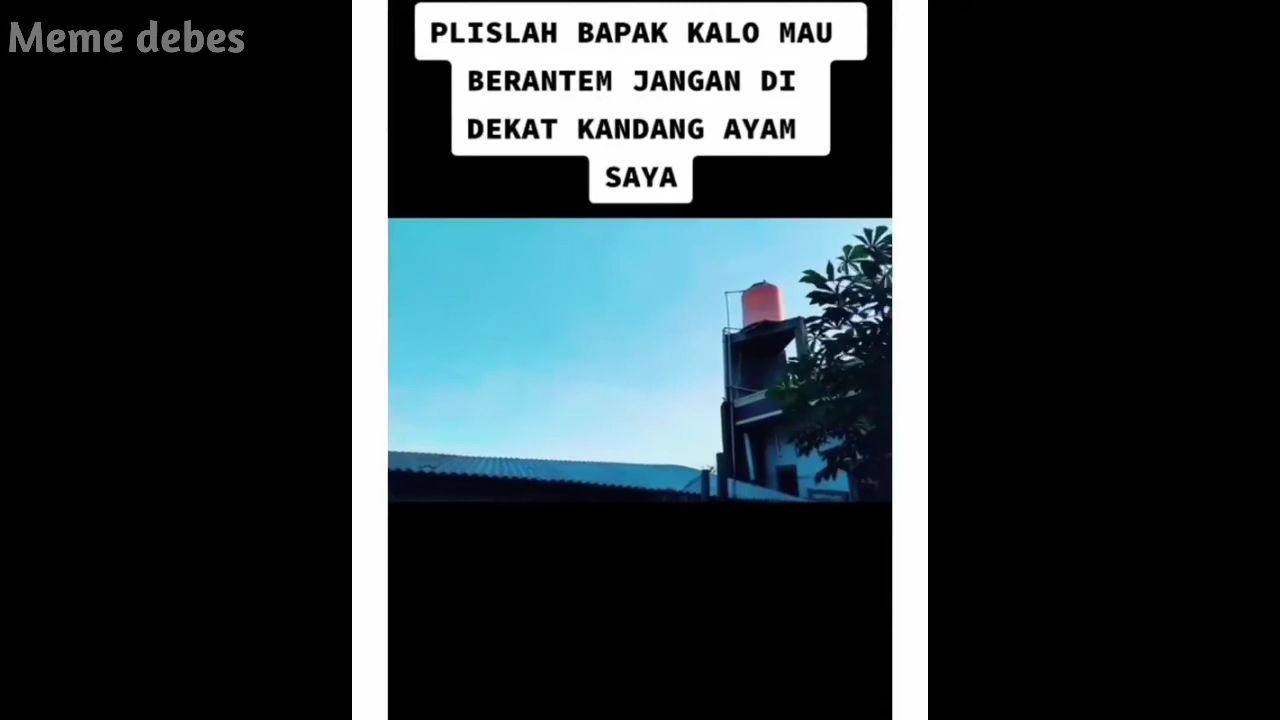 Meme debes
PLISLAH BAPAK KALO MAU
BERANTEM JANGAN DI
DEKAT KANDANG AYAM
SAYA